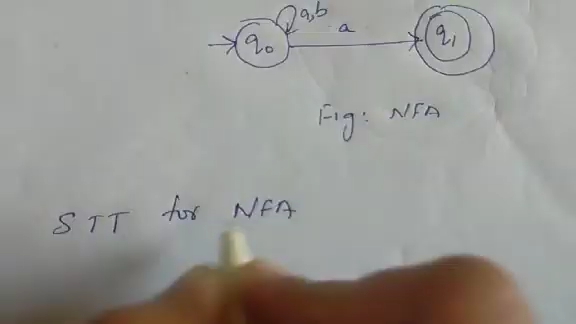 a,b
a
q0
q1
Fig: NFA
STT for NFA